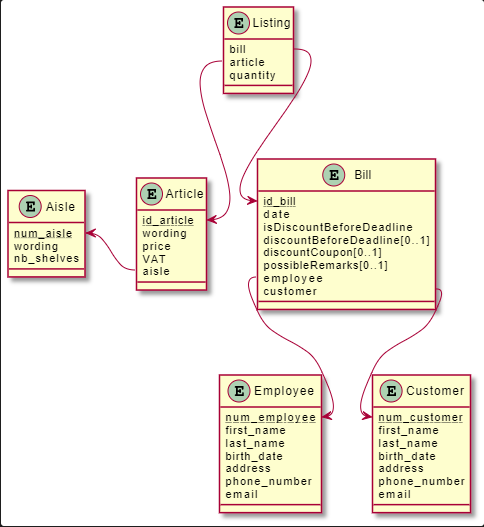 E Listing
bill
article
quantity
E Aisle
num_aisle
wording
nb_shelves
E Article
id_article
wording
price
VAT
aisle
E Bill
id_bill
date
isDiscountBeforeDeadline
discountBeforeDeadline[0..1]
discountCoupon[0..1]
possibleRemarks[0..1]
employee
customer
E Employee
num_employee
first_name
last_name
birth_date
address
phone_number
email
E Customer
num_customer
first_name
last_name
birth_date
address
phone_number
email